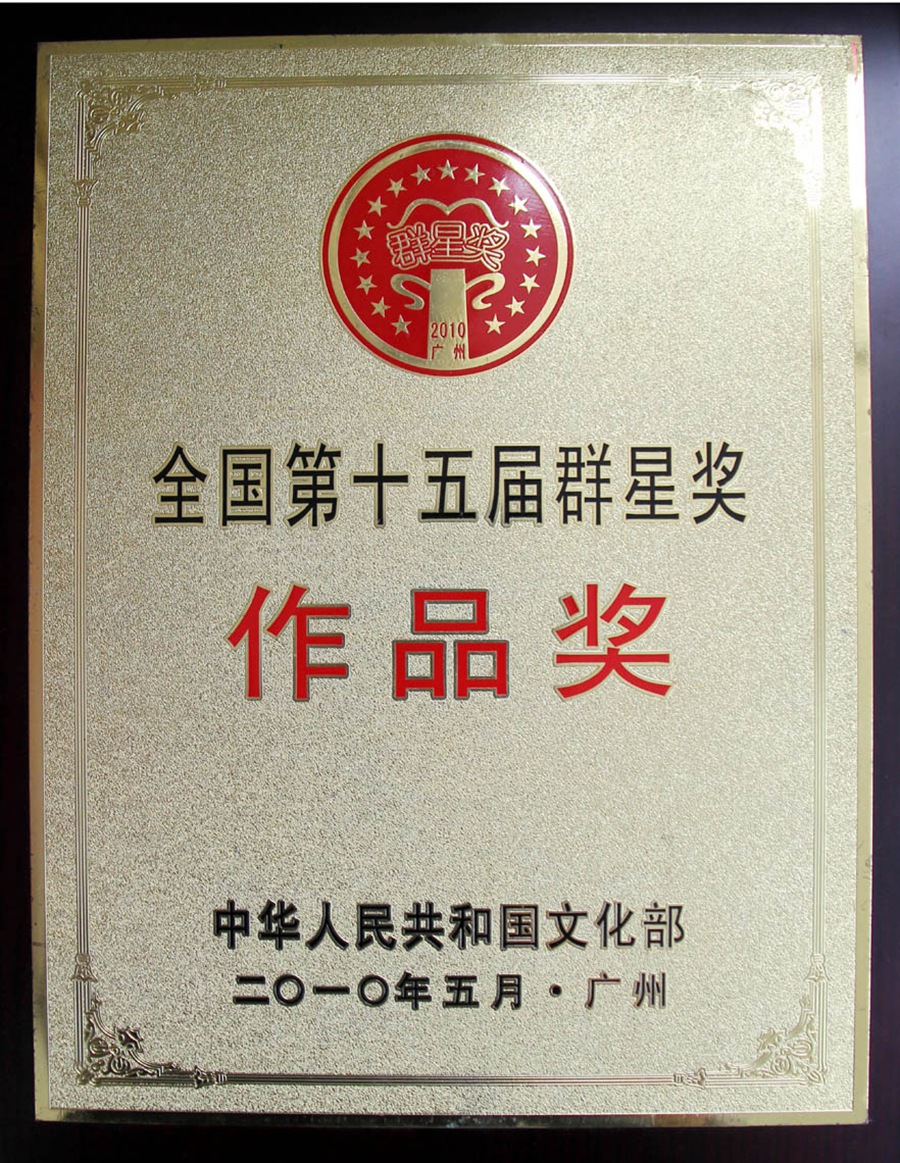 群星奖
2010
广州
全国第十五届群星奖
作品奖
中华人民共和国文化部
二〇一〇年五月·广州